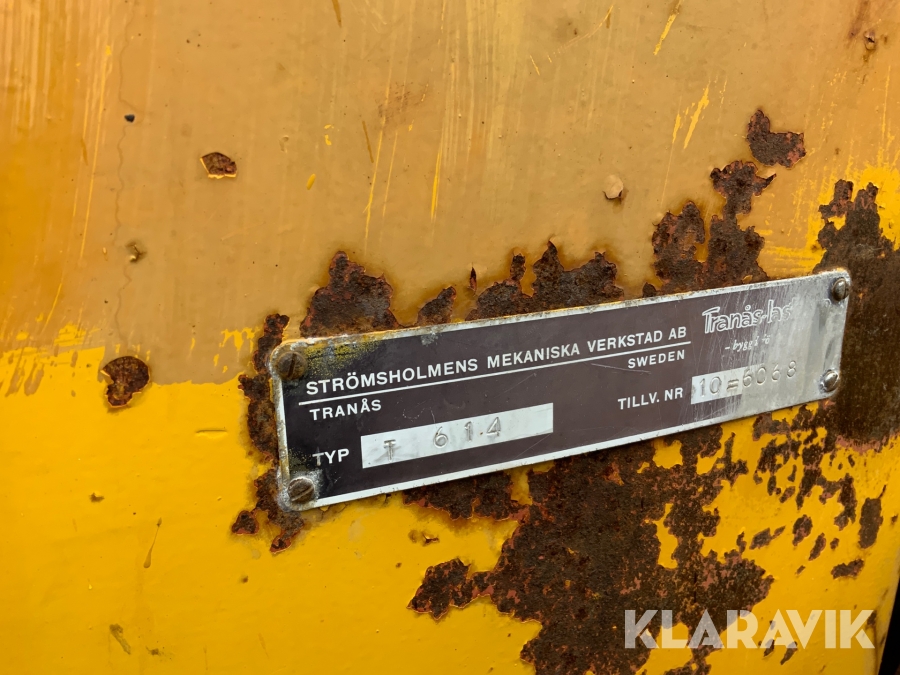 STRÖMSHOLMENS MEKANISKA VERKSTAD AB
TRANÅS
SWEDEN
TYP T 614
TILLV. NR 10=6068
Tranås-last
KLARAVIK